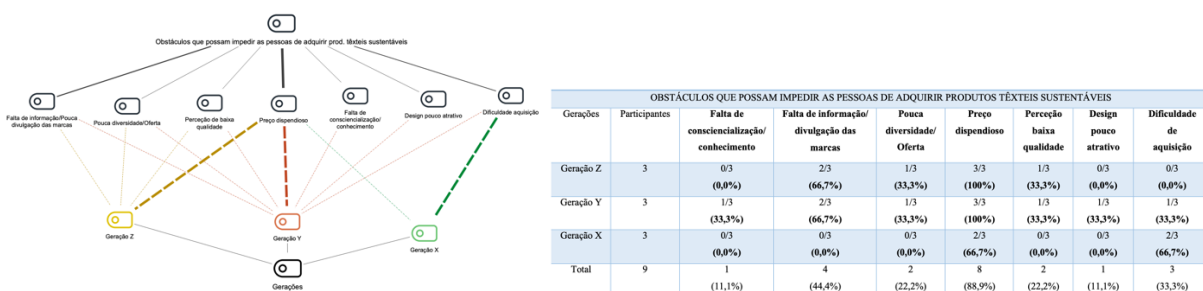 Obstáculos que possam impedir as pessoas de adquirir prod. têxteis sustentáveis
Falta de informação/Pouca
divulgação das marcas
Pouca diversidade/Oferta
Perceção de baixa
qualidade
Preço dispendioso
Falta de
consciencialização/
conhecimento
Design pouco atrativo
Dificuldade aquisição
Geração Z
Geração Y
Geração X
Gerações
OBSTÁCULOS QUE POSSAM IMPEDIR AS PESSOAS DE ADQUIRIR PRODUTOS TÊXTEIS SUSTENTÁVEIS
Gerações Participantes Falta de Falta de informação/ Pouca Preço Perceção Design Dificuldade
consciencialização/ divulgação das diversidade/ dispendioso baixa pouco de
conhecimento marcas Oferta qualidade atrativo aquisição
Geração Z 3 0/3 2/3 1/3 3/3 1/3 0/3 0/3
(0,0%) (66,7%) (33,3%) (100%) (33,3%) (0,0%) (0,0%)
Geração Y 3 1/3 2/3 1/3 3/3 1/3 1/3 1/3
(33,3%) (66,7%) (33,3%) (100%) (33,3%) (33,3%) (33,3%)
Geração X 3 0/3 0/3 0/3 2/3 0/3 0/3 2/3
(0,0%) (0,0%) (0,0%) (66,7%) (0,0%) (0,0%) (66,7%)
Total 9 1 4 2 8 2 1 3
(11,1%) (44,4%) (22,2%) (88,9%) (22,2%) (11,1%) (33,3%)